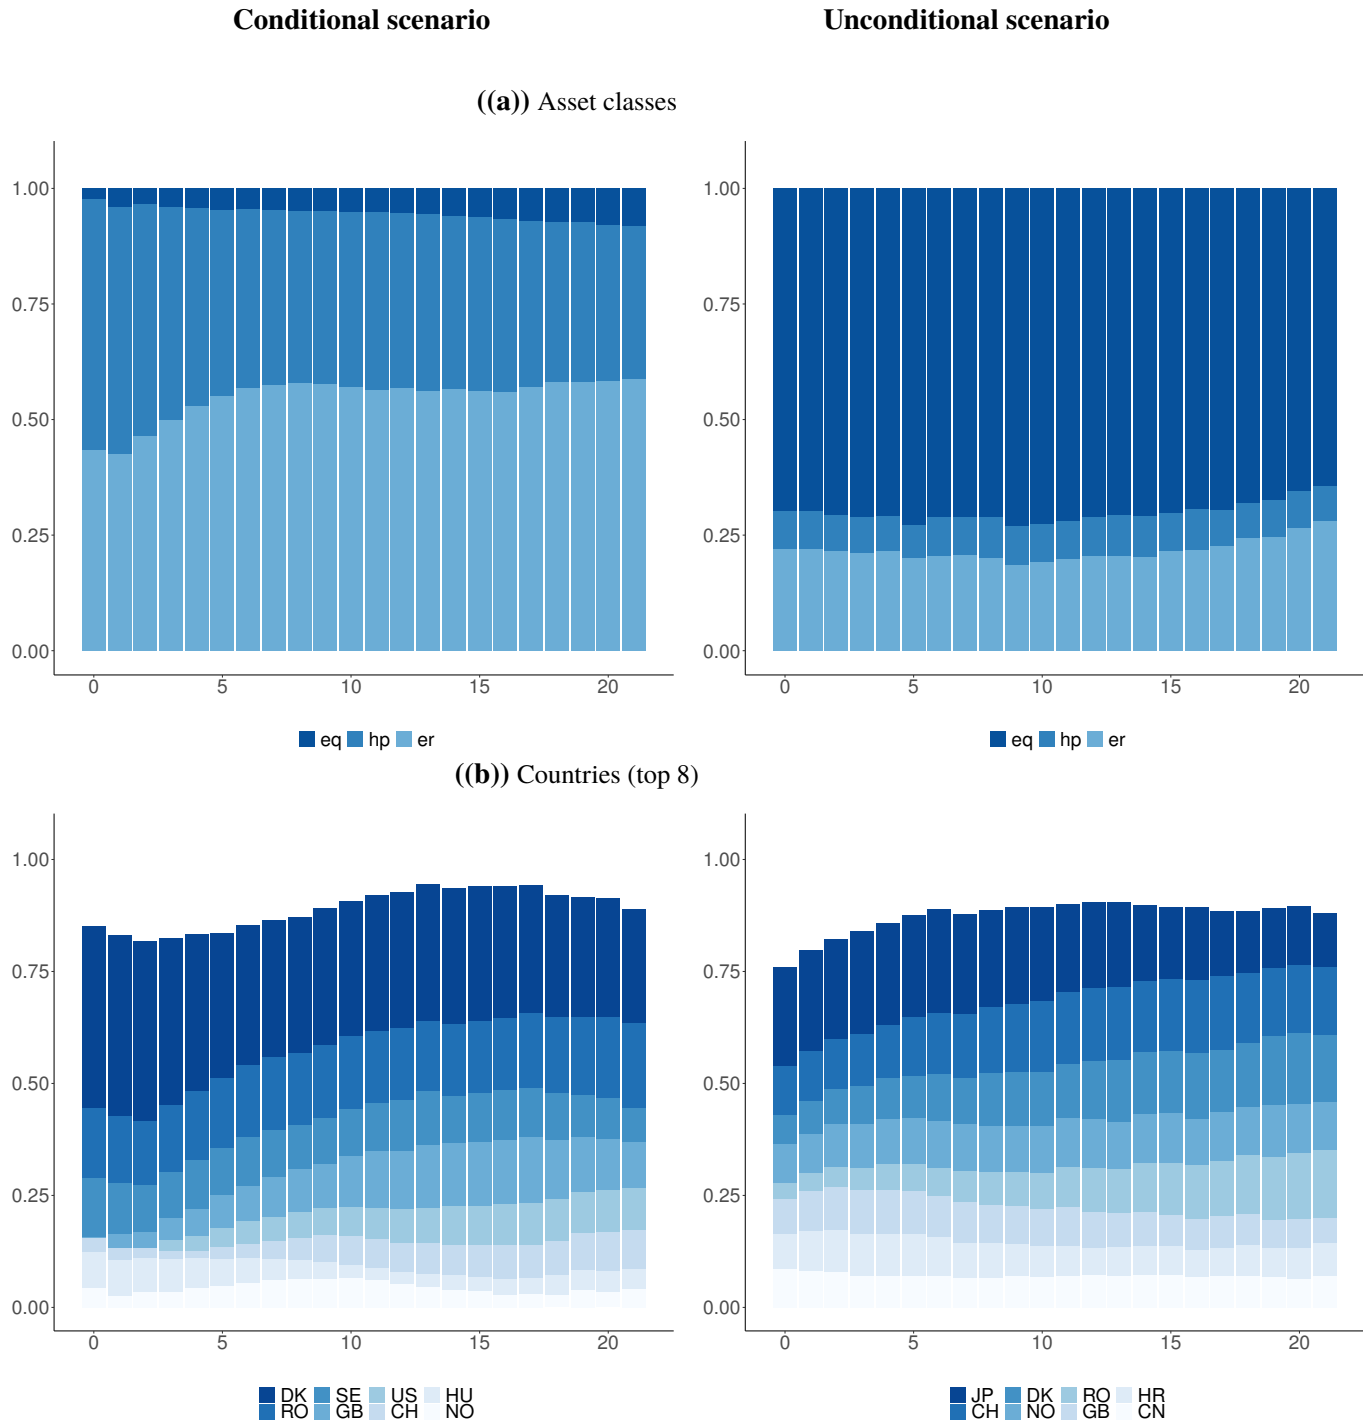 Conditional scenario Unconditional scenario
((a)) Asset classes
1.00 1.00
0.75 0.75
0.50 0.50
0.25 0.25
0.00 0.00
0 5 10 15 20 0 5 10 15 20
eq hp er eq hp er
((b)) Countries (top 8)
1.00 1.00
0.75 0.75
0.50 0.50
0.25 0.25
0.00 0.00
0 5 10 15 20 0 5 10 15 20
DK SE US HU JP DK RO HR
RO GB CH NO CH NO GB CN